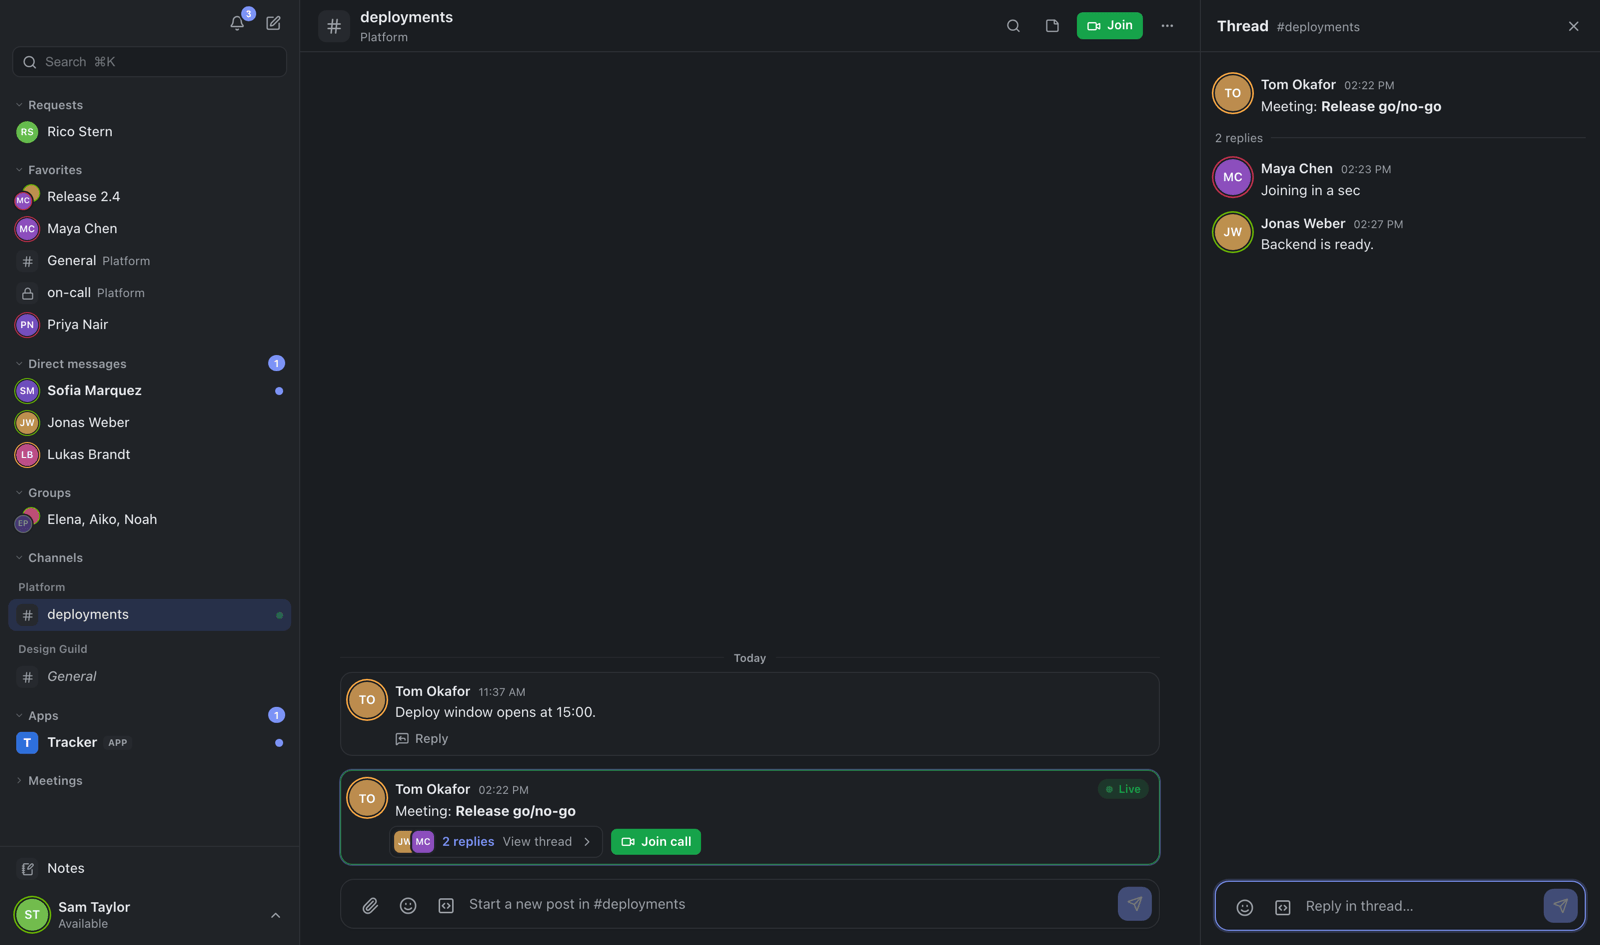 3
Search ⌘K
Requests
RS Rico Stern
Favorites
MC Release 2.4
MC Maya Chen
# General Platform
on-call Platform
PN Priya Nair
Direct messages 1
SM Sofia Marquez
JW Jonas Weber
LB Lukas Brandt
Groups
EP Elena, Aiko, Noah
Channels
Platform
# deployments
Design Guild
# General
Apps 1
T Tracker APP
Meetings
Notes
ST Sam Taylor
Available
# deployments
Platform
Join
Today
TO Tom Okafor 11:37 AM
Deploy window opens at 15:00.
Reply
TO Tom Okafor 02:22 PM
Live
Meeting: Release go/no-go
JW MC 2 replies View thread
Join call
Start a new post in #deployments
Thread #deployments
TO Tom Okafor 02:22 PM
Meeting: Release go/no-go
2 replies
MC Maya Chen 02:23 PM
Joining in a sec
JW Jonas Weber 02:27 PM
Backend is ready.
Reply in thread...